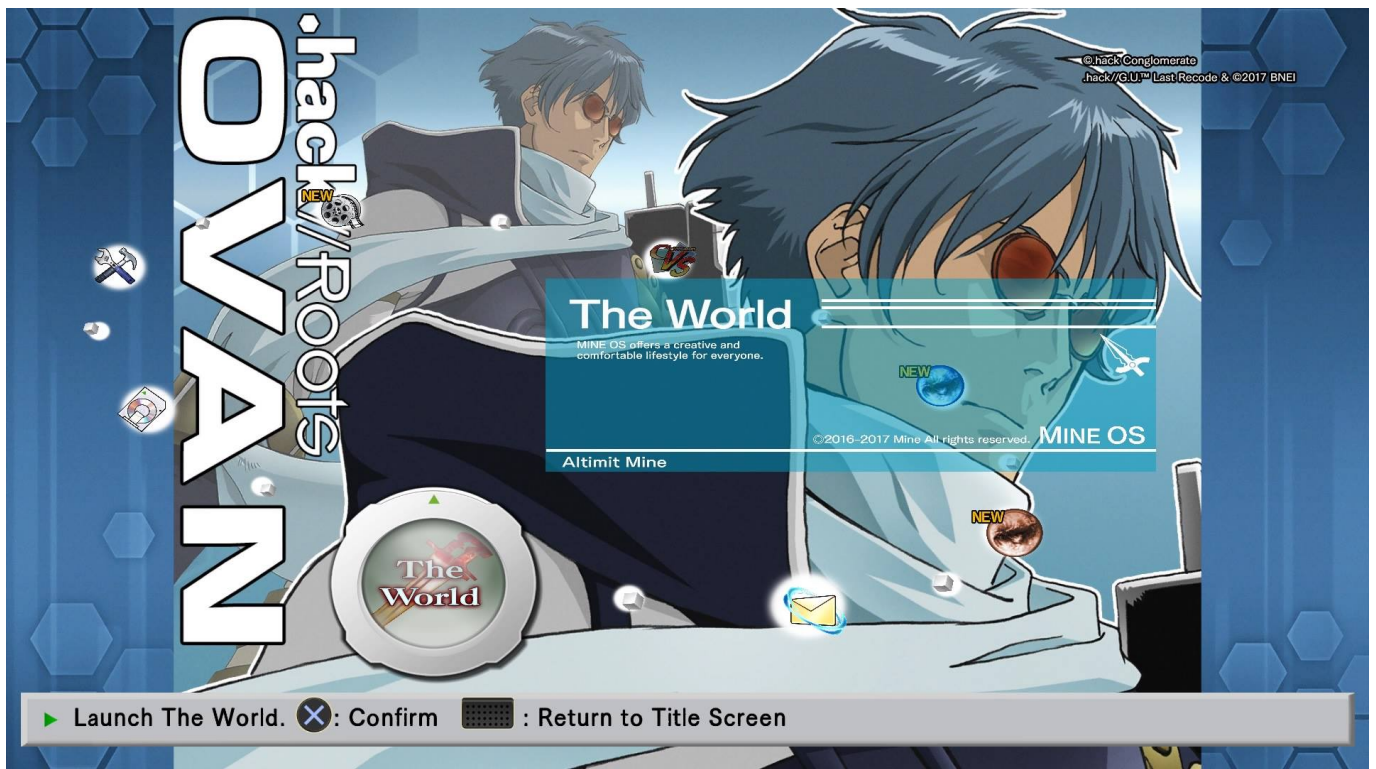 OVAN
.hack//Roots
©.hack Conglomerate
.hack//G.U.™ Last Recode & ©2017 BNEI
NEW
VS
The World
MINE OS offers a creative and
comfortable lifestyle for everyone.
NEW
©2016-2017 Mine All rights reserved. MINE OS
Altimit Mine
NEW
The
World
Launch The World. : Confirm : Return to Title Screen